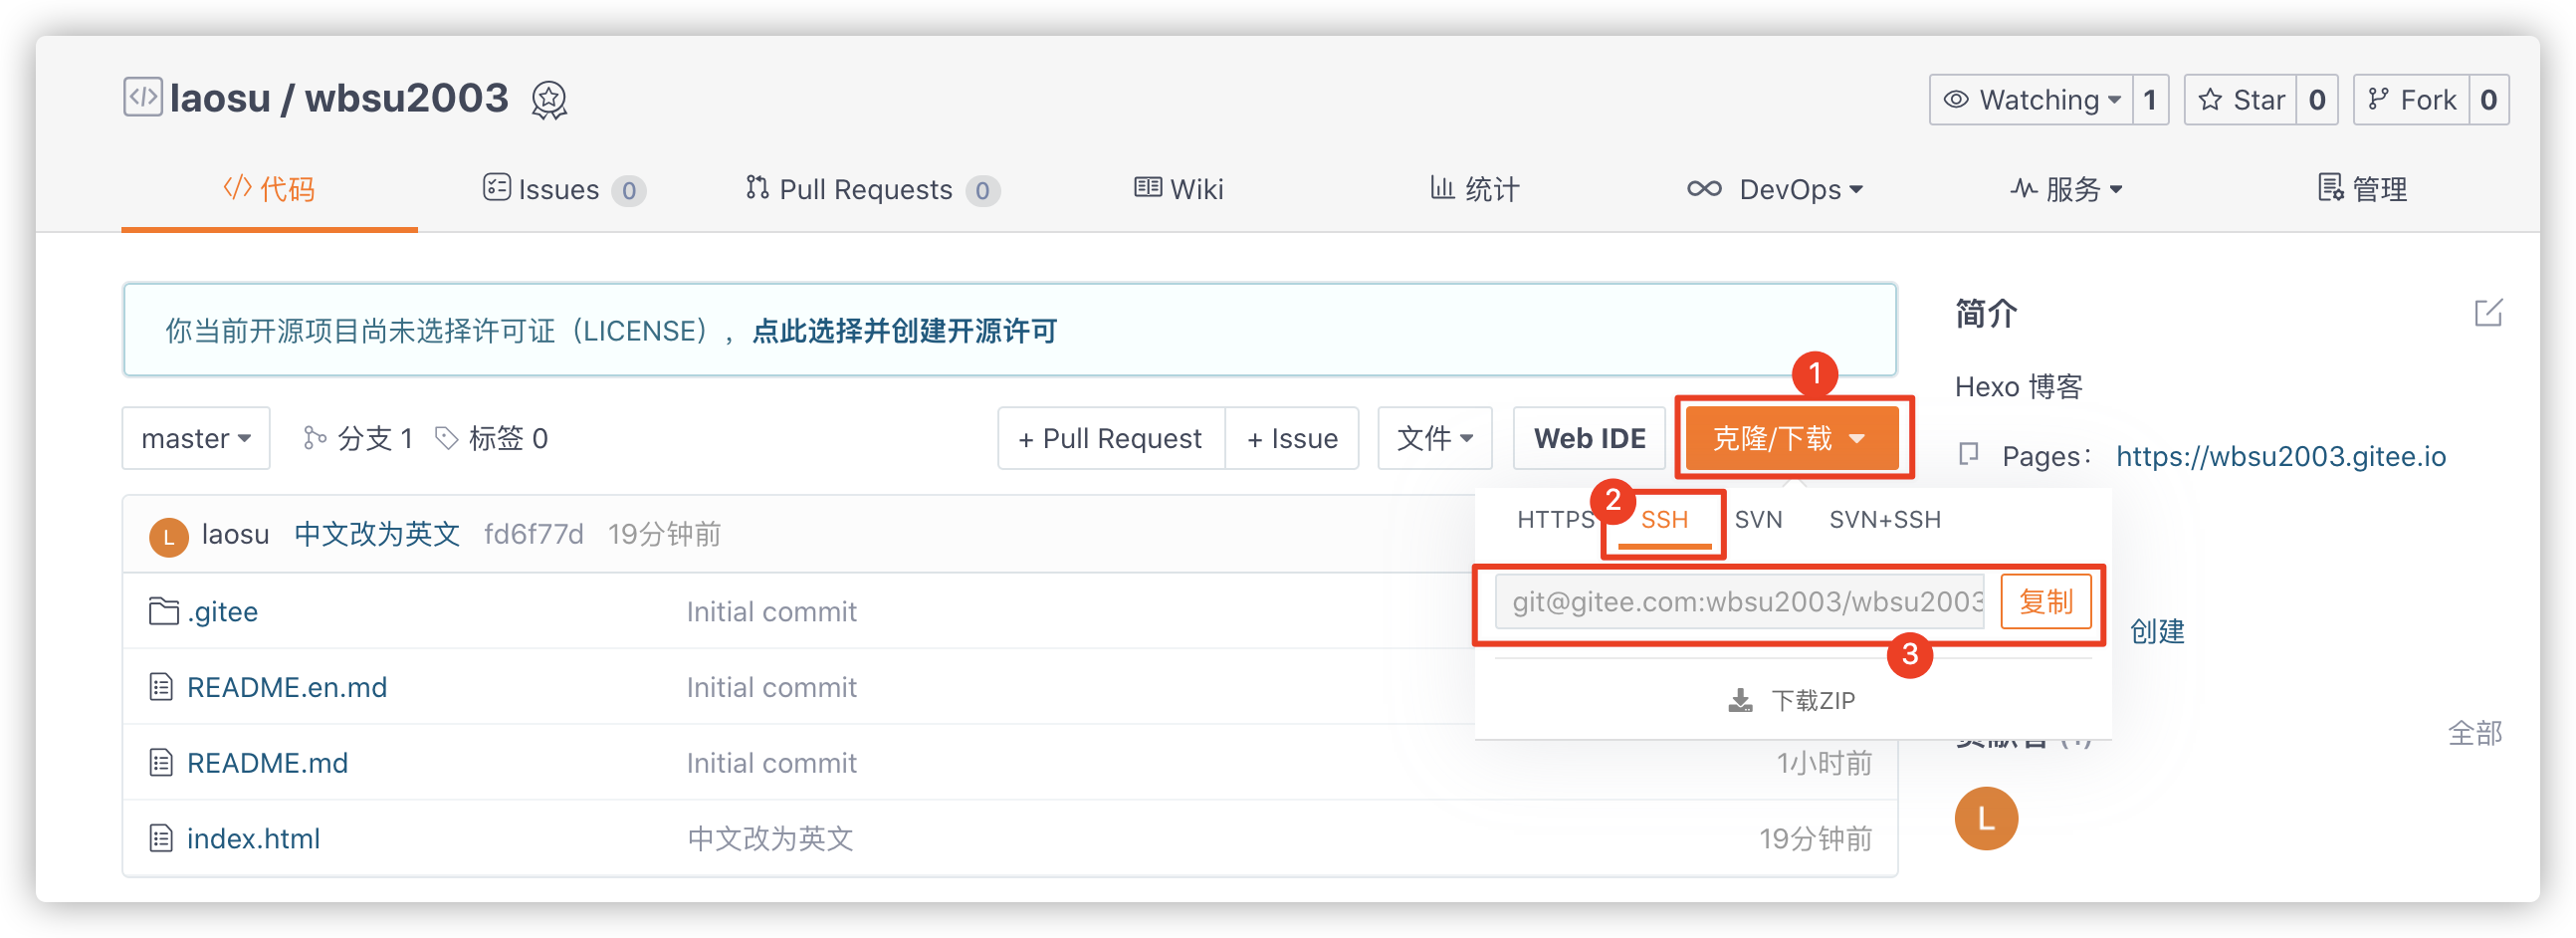 laosu / wbsu2003
Watching 1 Star 0 Fork 0
代码 Issues 0 Pull Requests 0 Wiki 统计 DevOps 服务 管理
你当前开源项目尚未选择许可证（LICENSE），点此选择并创建开源许可
简介
Hexo 博客
1
master 分支 1 标签 0 + Pull Request + Issue 文件 Web IDE 克隆/下载
Pages： https://wbsu2003.gitee.io
2
HTTPS SSH SVN SVN+SSH
L laosu 中文改为英文 fd6f77d 19分钟前
git@gitee.com:wbsu2003/wbsu2003 复制
.gitee Initial commit
创建
3
README.en.md Initial commit
下载ZIP
全部
README.md Initial commit 1小时前
L
index.html 中文改为英文 19分钟前